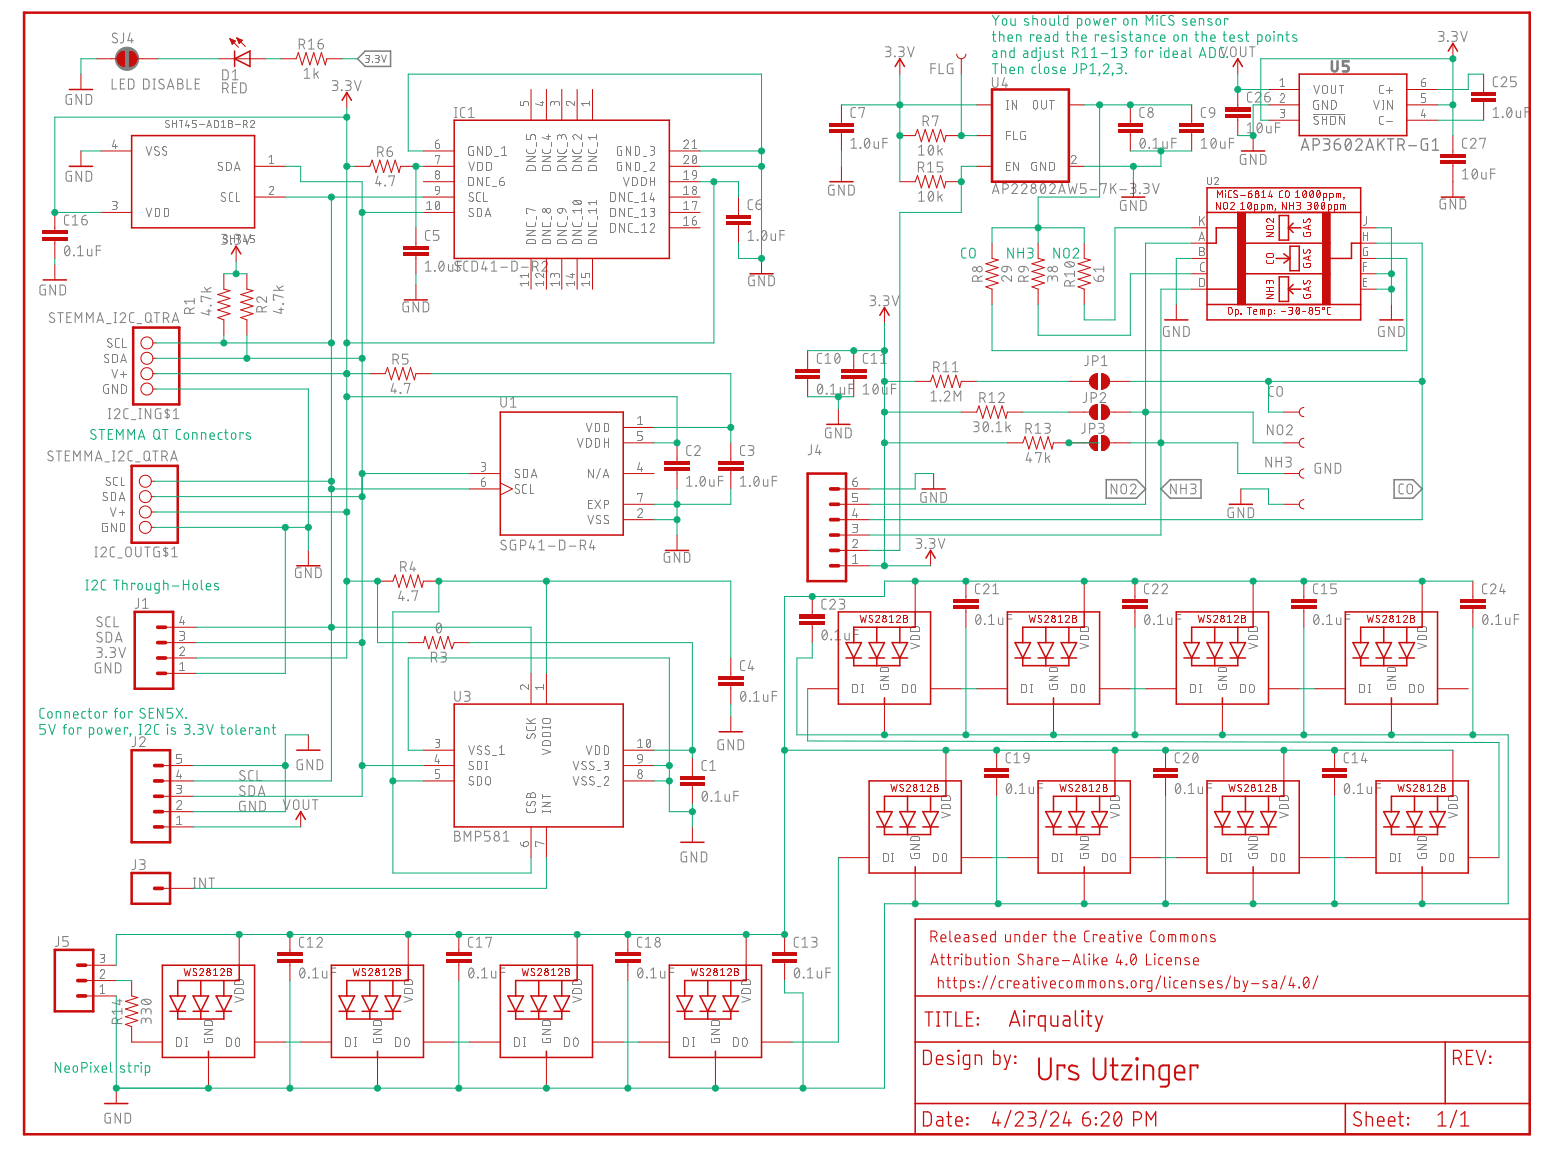 You should power on MiCS sensor
then read the resistance on the test points
and adjust R11-13 for ideal ADC.
Then close JP1,2,3.
SJ4
LED DISABLE
GND
D1
RED
R16
1k
3.3V
3.3V
SHT45-AD1B-R2
4
VSS
SDA
1
SCL
2
3
VDD
GND
C16
0.1uF
GND
SHT45
3.3V
R1
4.7k
R2
4.7k
R6
4.7
C5
1.0uF
GND
IC1
SCD41-D-R2
5
4
3
2
1
DNC_5
DNC_4
DNC_3
DNC_2
DNC_1
6
GND_1
7
VDD
8
DNC_6
9
SCL
10
SDA
GND_3
21
GND_2
20
VDDH
19
DNC_14
18
DNC_13
17
DNC_12
16
DNC_7
DNC_8
DNC_9
DNC_10
DNC_11
11
12
13
14
15
C6
1.0uF
GND
STEMMA_I2C_QTRA
SCL
SDA
V+
GND
I2C_ING$1
STEMMA QT Connectors
STEMMA_I2C_QTRA
SCL
SDA
V+
GND
I2C_OUTG$1
GND
R5
4.7
U1
VDD
1
VDDH
5
3
SDA
N/A
4
6
SCL
EXP
7
VSS
2
SGP41-D-R4
C2
1.0uF
C3
1.0uF
GND
I2C Through-Holes
J1
SCL
4
SDA
3
3.3V
2
GND
1
R4
4.7
0
R3
U3
2
1
SCK
VDDIO
3
VSS_1
4
SDI
5
SDO
VDD
10
VSS_3
9
VSS_2
8
CSB
INT
6
7
BMP581
C4
0.1uF
GND
C1
0.1uF
GND
Connector for SEN5X.
5V for power, I2C is 3.3V tolerant
J2
5
4
3
2
1
SCL
SDA
GND
GND
VOUT
J3
INT
FLG
3.3V
C7
1.0uF
GND
R7
10k
R15
10k
U4
IN OUT
FLG
EN GND
2
AP22802AW5-7K-3.3V
C8
0.1uF
C9
10uF
GND
VOUT
C26
10uF
GND
U5
1
VOUT
2
GND
3
SHDN
C+
6
VIN
5
C-
4
AP3602AKTR-G1
3.3V
C25
1.0uF
C27
10uF
GND
U2
MiCS-6814 CO 1000ppm,
NO2 10ppm, NH3 300ppm
K
A
B
C
D
J
H
G
F
E
NO2
GAS
CO
GAS
NH3
GAS
Op. Temp: -30-85°C
GND
GND
CO
R8
29
NH3
R9
38
NO2
R10
61
3.3V
C10
0.1uF
C11
10uF
GND
R11
1.2M
R12
30.1k
R13
47k
JP1
JP2
JP3
CO
NO2
NH3
GND
GND
J4
6
5
4
3
2
1
GND
3.3V
NO2
NH3
CO
C23
0.1uF
WS2812B
VDD
GND
DI
DO
C21
0.1uF
WS2812B
VDD
GND
DI
DO
C22
0.1uF
WS2812B
VDD
GND
DI
DO
C15
0.1uF
WS2812B
VDD
GND
DI
DO
C24
0.1uF
WS2812B
VDD
GND
DI
DO
C19
0.1uF
WS2812B
VDD
GND
DI
DO
C20
0.1uF
WS2812B
VDD
GND
DI
DO
C14
0.1uF
WS2812B
VDD
GND
DI
DO
J5
3
2
1
R14
330
NeoPixel strip
GND
WS2812B
VDD
GND
DI
DO
C12
0.1uF
WS2812B
VDD
GND
DI
DO
C17
0.1uF
WS2812B
VDD
GND
DI
DO
C18
0.1uF
WS2812B
VDD
GND
DI
DO
C13
0.1uF
Released under the Creative Commons
Attribution Share-Alike 4.0 License
https://creativecommons.org/licenses/by-sa/4.0/
TITLE: Airquality
Design by: Urs Utzinger
REV:
Date: 4/23/24 6:20 PM
Sheet: 1/1